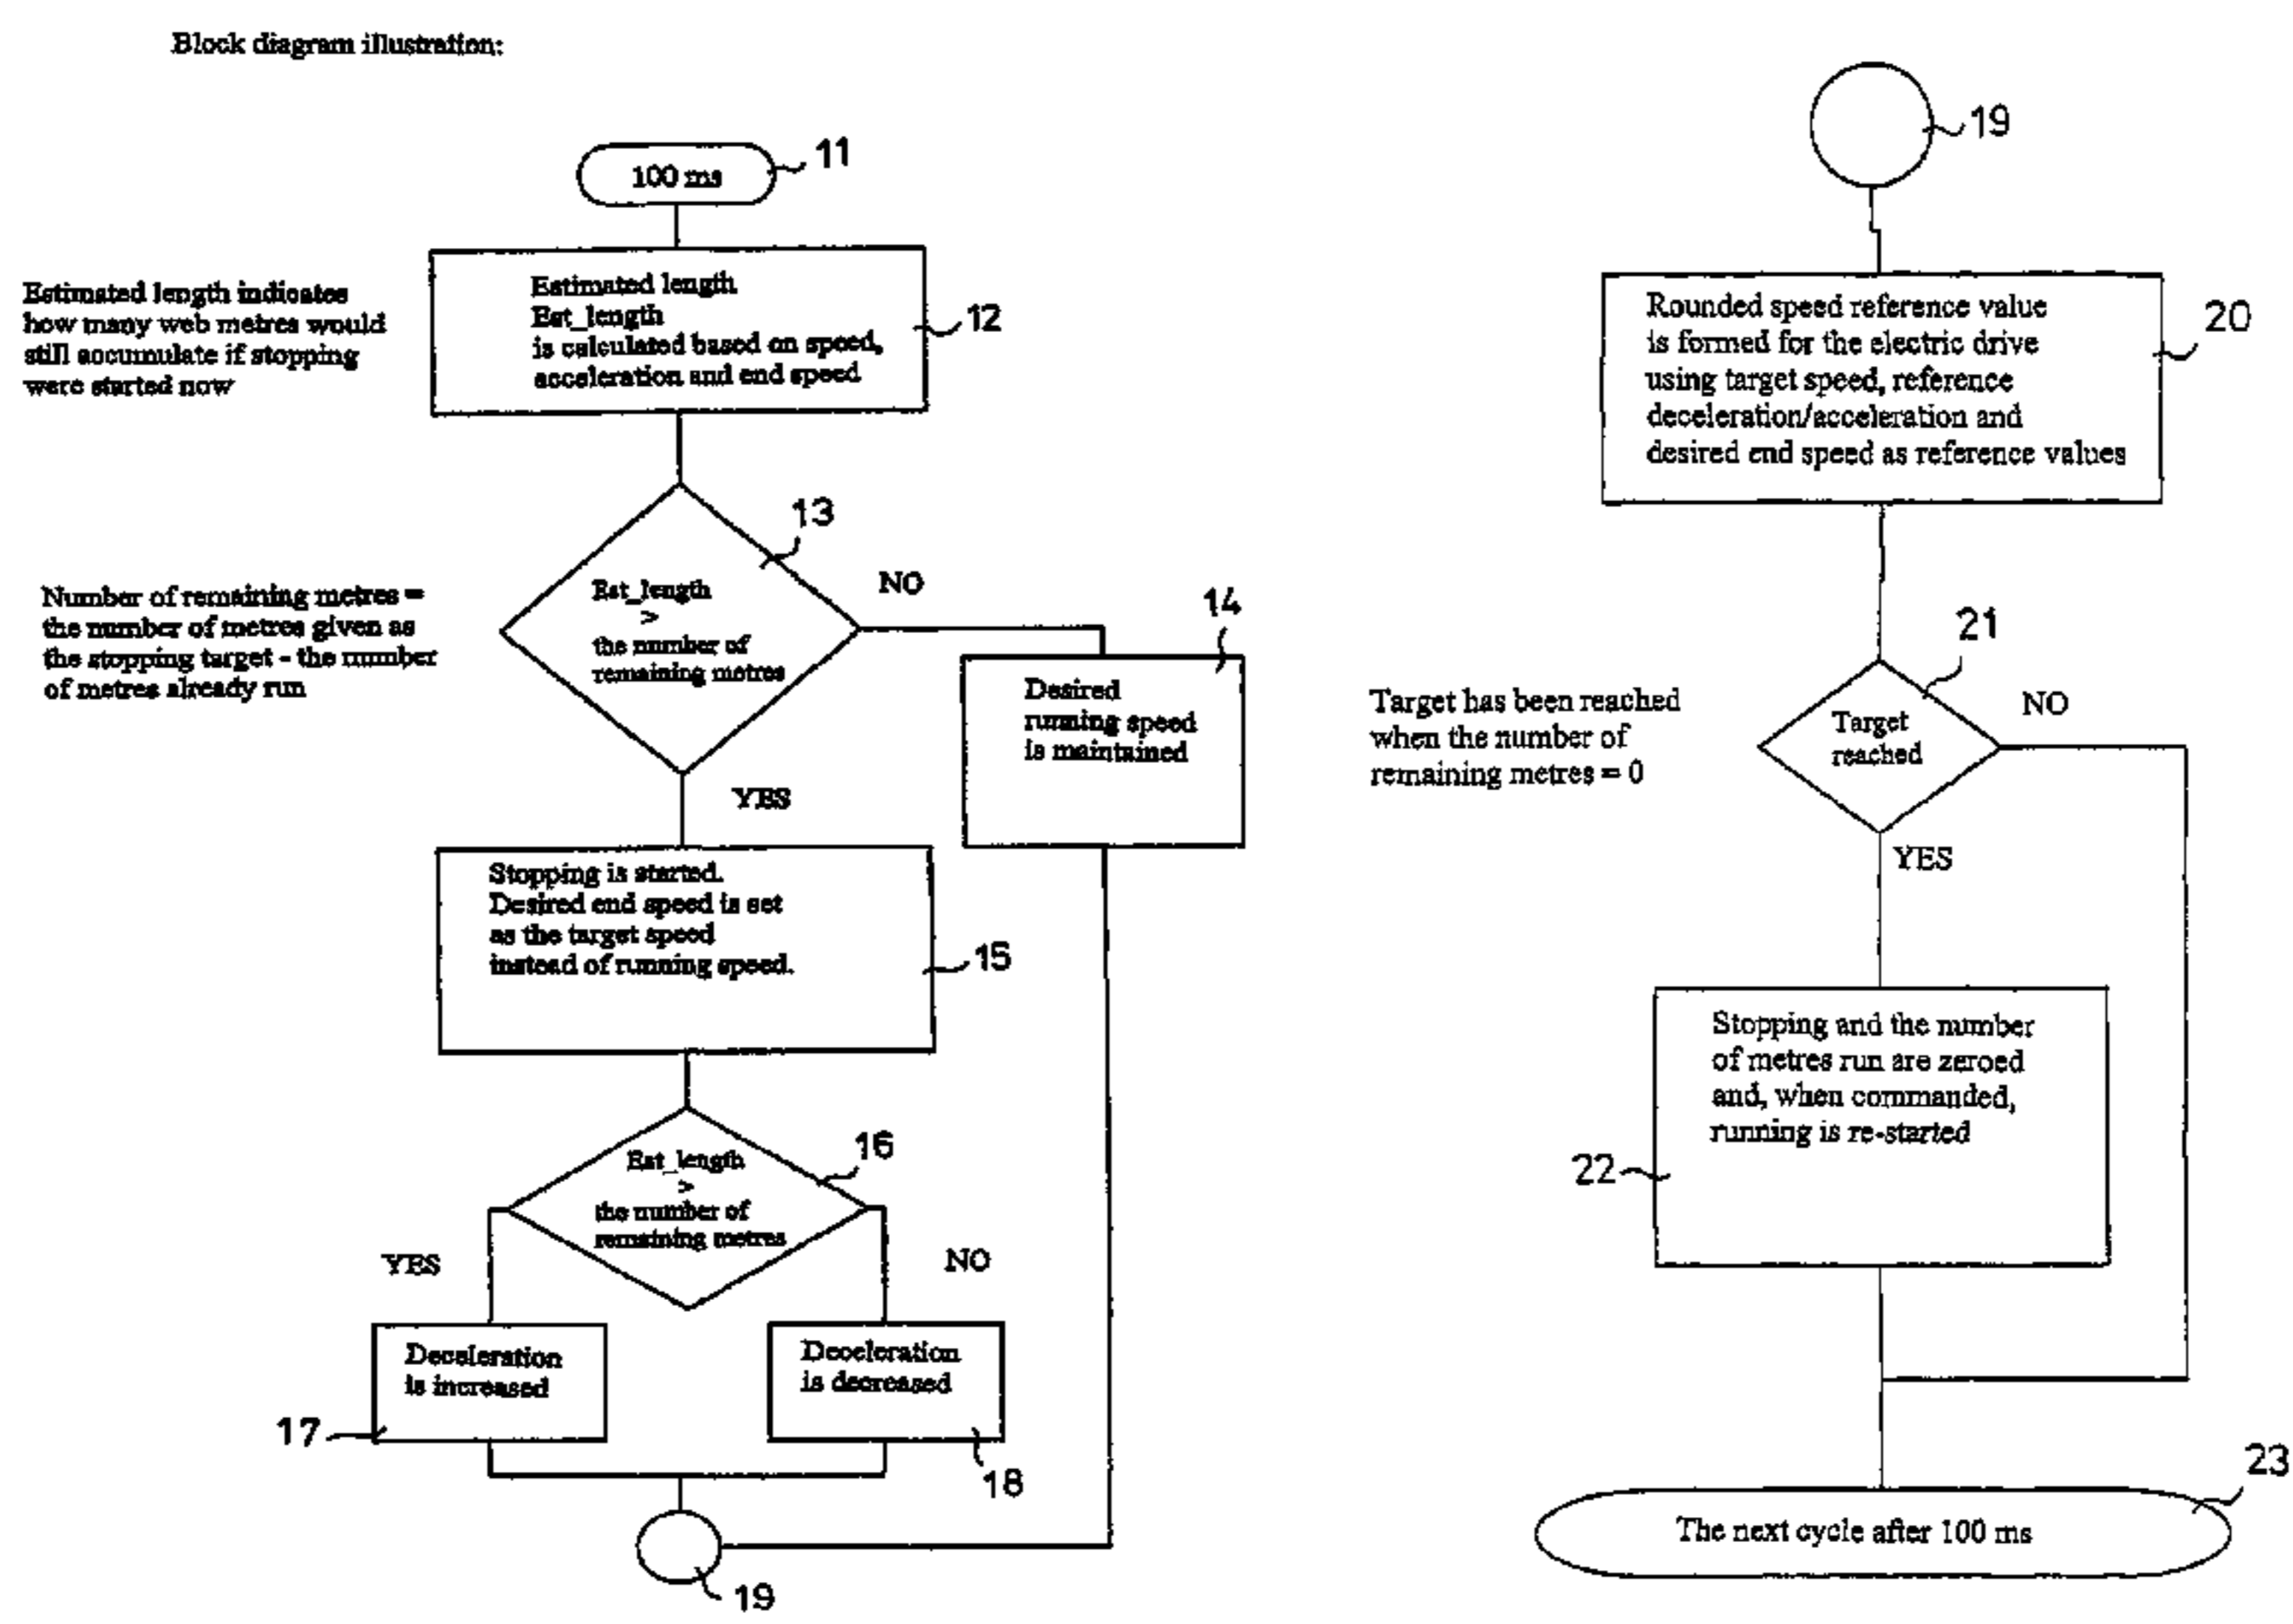 Block diagram illustration:
100 ms
11
Estimated length indicates
how many web metres would
still accumulate if stopping
were started now
Estimated length
Est_length
is calculated based on speed,
acceleration and end speed
12
13
Number of remaining metres =
the number of metres given as
the stopping target - the number
of metres already run
Est_length
>
the number of
remaining metres
NO
14
Desired
running speed
is maintained
YES
Stopping is started.
Desired end speed is set
as the target speed
instead of running speed.
15
16
Est_length
>
the number of
remaining metres
YES
NO
Deceleration
is increased
17
Deceleration
is decreased
18
19
19
Rounded speed reference value
is formed for the electric drive
using target speed, reference
deceleration/acceleration and
desired end speed as reference values
20
21
Target has been reached
when the number of
remaining metres = 0
Target
reached
NO
YES
Stopping and the number
of metres run are zeroed
and, when commanded,
running is re-started
22
23
The next cycle after 100 ms